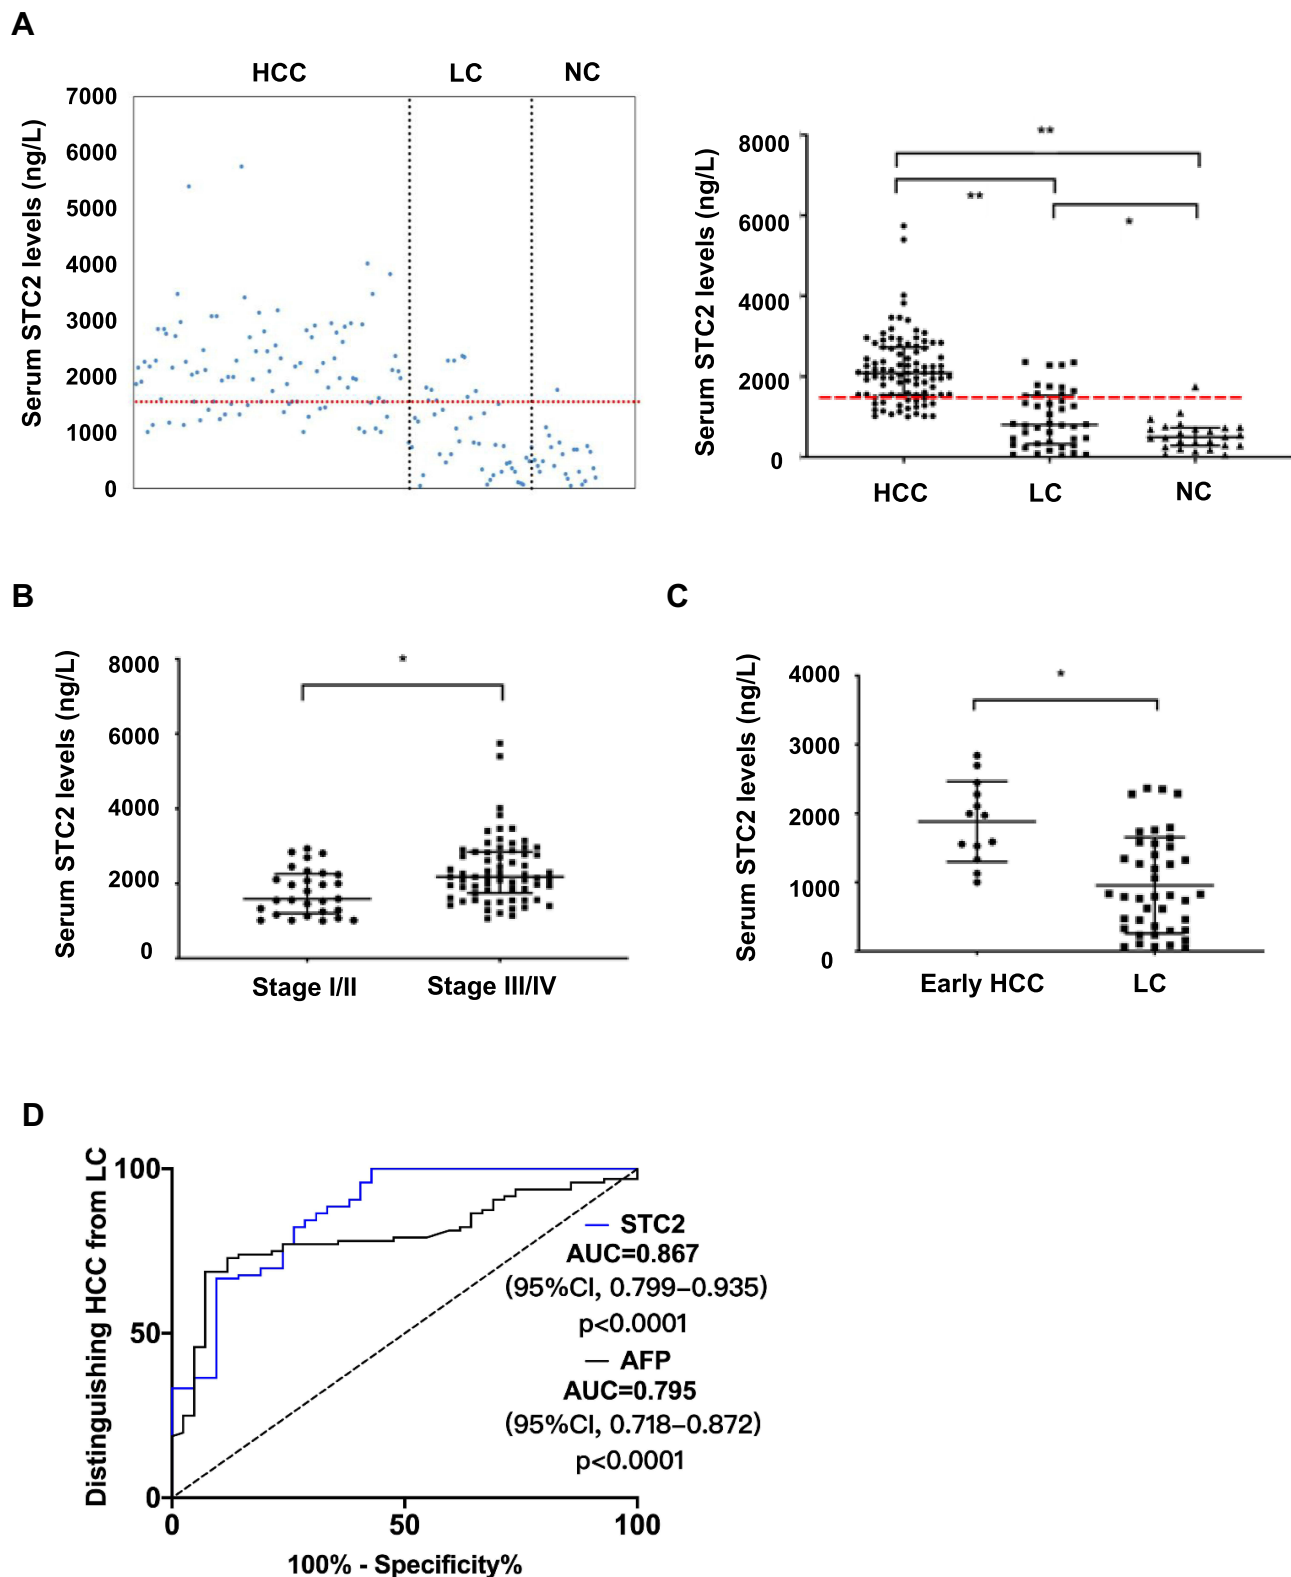 A
HCC LC NC
Serum STC2 levels (ng/L)
7000
6000
5000
4000
3000
2000
1000
0
Serum STC2 levels (ng/L)
8000
6000
4000
2000
0
**
**
*
HCC LC NC
B
Serum STC2 levels (ng/L)
8000
6000
4000
2000
0
*
Stage I/II Stage III/IV
C
Serum STC2 levels (ng/L)
4000
3000
2000
1000
0
*
Early HCC LC
D
Distinguishing HCC from LC
100
50
0
STC2
AUC=0.867
(95%CI, 0.799–0.935)
p<0.0001
AFP
AUC=0.795
(95%CI, 0.718–0.872)
p<0.0001
0 50 100
100% - Specificity%